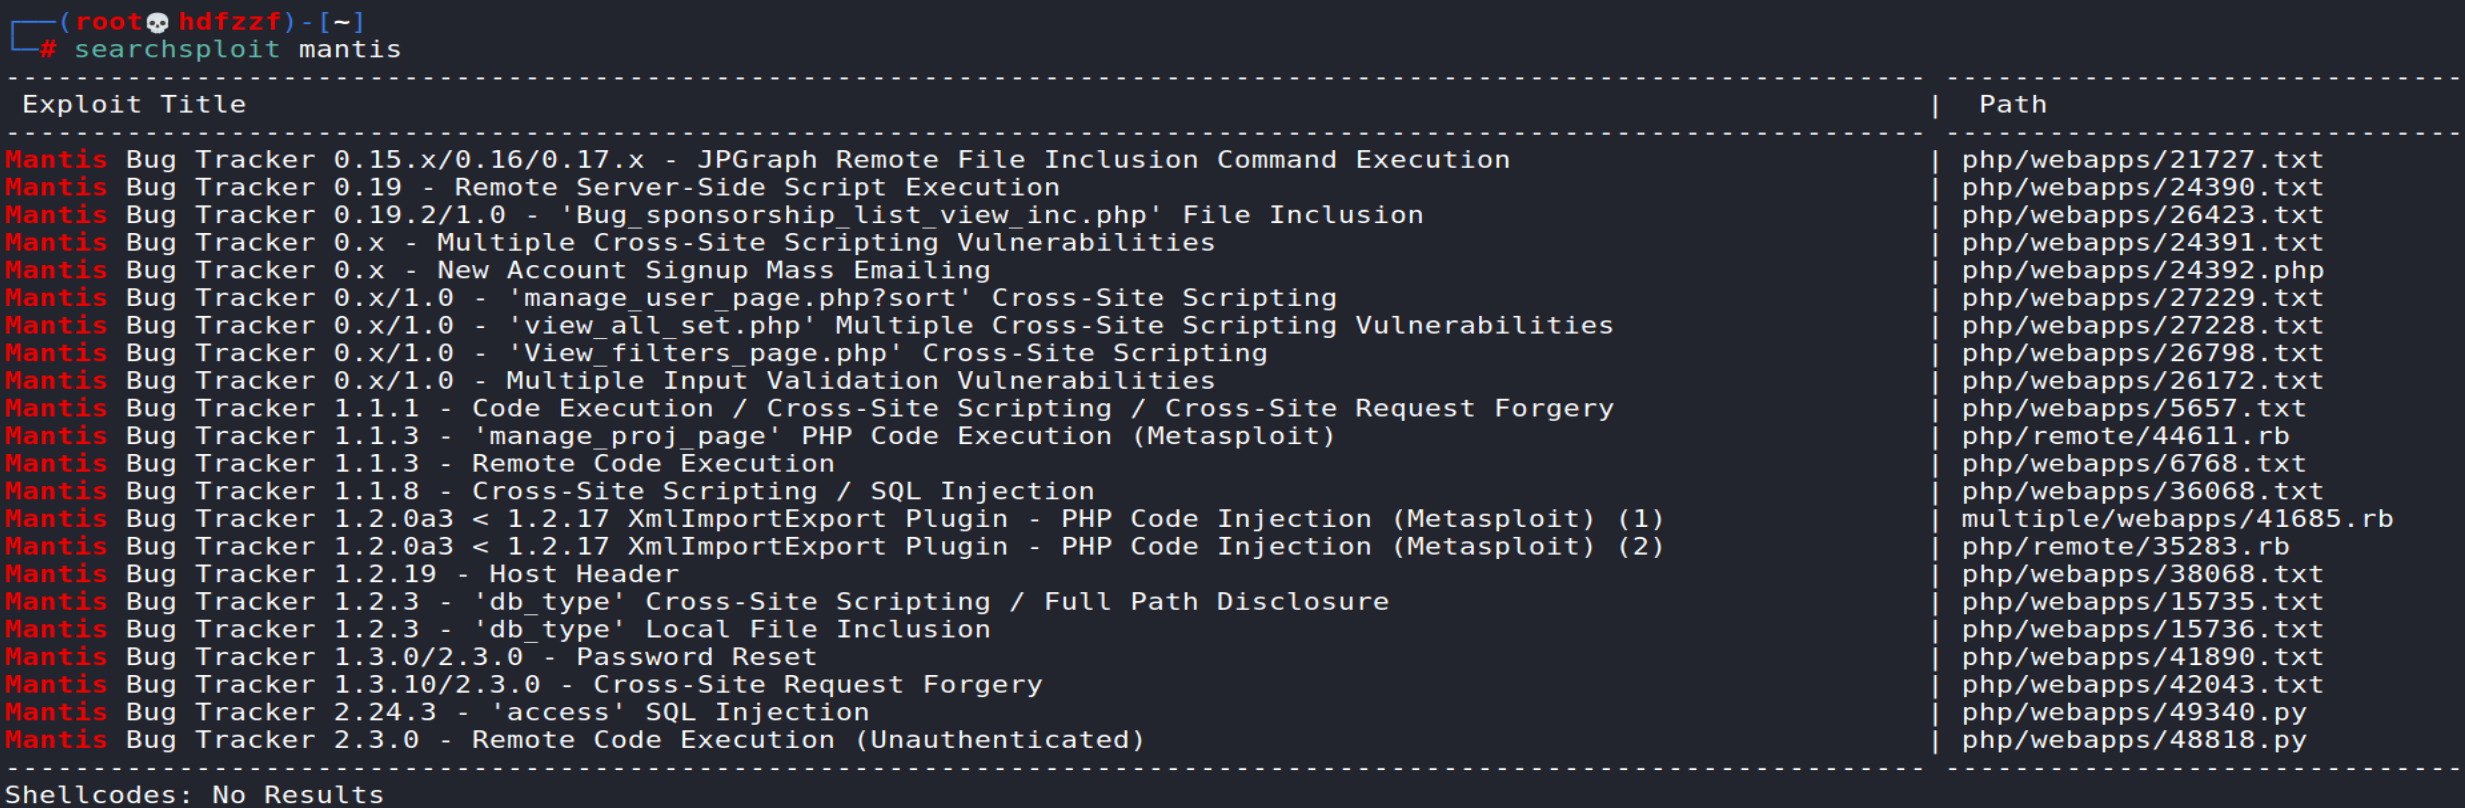 ┌──(root💀hdfzzf)-[~]
└─# searchsploit mantis
---------------------------------------------------------------------------------------------------------------- ------------------------------
Exploit Title | Path
---------------------------------------------------------------------------------------------------------------- ------------------------------
Mantis Bug Tracker 0.15.x/0.16/0.17.x - JPGraph Remote File Inclusion Command Execution | php/webapps/21727.txt
Mantis Bug Tracker 0.19 - Remote Server-Side Script Execution | php/webapps/24390.txt
Mantis Bug Tracker 0.19.2/1.0 - 'Bug_sponsorship_list_view_inc.php' File Inclusion | php/webapps/26423.txt
Mantis Bug Tracker 0.x - Multiple Cross-Site Scripting Vulnerabilities | php/webapps/24391.txt
Mantis Bug Tracker 0.x - New Account Signup Mass Emailing | php/webapps/24392.php
Mantis Bug Tracker 0.x/1.0 - 'manage_user_page.php?sort' Cross-Site Scripting | php/webapps/27229.txt
Mantis Bug Tracker 0.x/1.0 - 'view_all_set.php' Multiple Cross-Site Scripting Vulnerabilities | php/webapps/27228.txt
Mantis Bug Tracker 0.x/1.0 - 'View_filters_page.php' Cross-Site Scripting | php/webapps/26798.txt
Mantis Bug Tracker 0.x/1.0 - Multiple Input Validation Vulnerabilities | php/webapps/26172.txt
Mantis Bug Tracker 1.1.1 - Code Execution / Cross-Site Scripting / Cross-Site Request Forgery | php/webapps/5657.txt
Mantis Bug Tracker 1.1.3 - 'manage_proj_page' PHP Code Execution (Metasploit) | php/remote/44611.rb
Mantis Bug Tracker 1.1.3 - Remote Code Execution | php/webapps/6768.txt
Mantis Bug Tracker 1.1.8 - Cross-Site Scripting / SQL Injection | php/webapps/36068.txt
Mantis Bug Tracker 1.2.0a3 < 1.2.17 XmlImportExport Plugin - PHP Code Injection (Metasploit) (1) | multiple/webapps/41685.rb
Mantis Bug Tracker 1.2.0a3 < 1.2.17 XmlImportExport Plugin - PHP Code Injection (Metasploit) (2) | php/remote/35283.rb
Mantis Bug Tracker 1.2.19 - Host Header | php/webapps/38068.txt
Mantis Bug Tracker 1.2.3 - 'db_type' Cross-Site Scripting / Full Path Disclosure | php/webapps/15735.txt
Mantis Bug Tracker 1.2.3 - 'db_type' Local File Inclusion | php/webapps/15736.txt
Mantis Bug Tracker 1.3.0/2.3.0 - Password Reset | php/webapps/41890.txt
Mantis Bug Tracker 1.3.10/2.3.0 - Cross-Site Request Forgery | php/webapps/42043.txt
Mantis Bug Tracker 2.24.3 - 'access' SQL Injection | php/webapps/49340.py
Mantis Bug Tracker 2.3.0 - Remote Code Execution (Unauthenticated) | php/webapps/48818.py
---------------------------------------------------------------------------------------------------------------- ------------------------------
Shellcodes: No Results